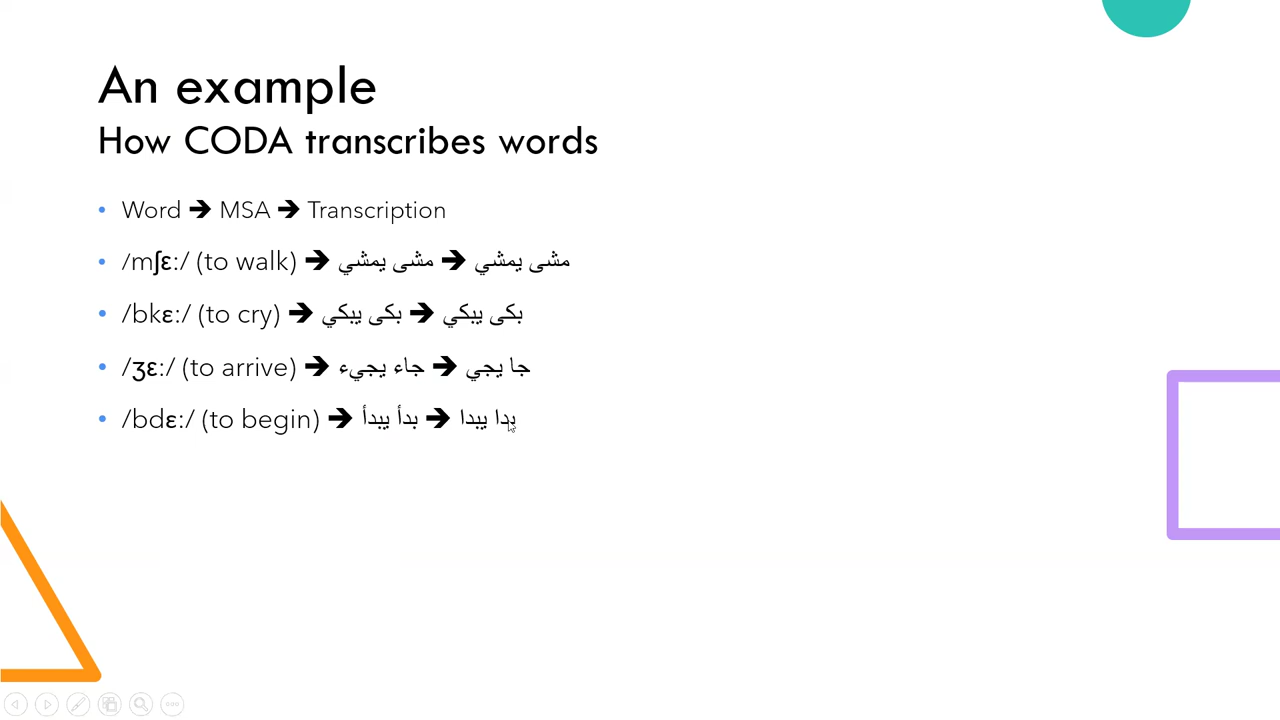 An example
How CODA transcribes words
• Word ➔ MSA ➔ Transcription
• /mʃɛ:/ (to walk) ➔ مشى يمشي ➔ مشى يمشي
• /bkɛ:/ (to cry) ➔ بكى يبكي ➔ بكى يبكي
• /ʒɛ:/ (to arrive) ➔ جاء يجيء ➔ جا يجي
• /bdɛ:/ (to begin) ➔ بدأ يبدأ ➔ بدا يبدا